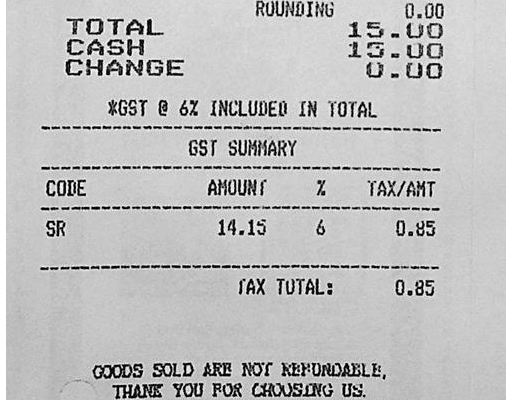 ROUNDING 0.00
TOTAL 15.00
CASH 15.00
CHANGE 0.00
*GST @ 6% INCLUDED IN TOTAL
GST SUMMARY
CODE AMOUNT % TAX/AMT
SR 14.15 6 0.85
TAX TOTAL: 0.85
GOODS SOLD ARE NOT REFUNDABLE,
THANK YOU FOR CHOOSING US.